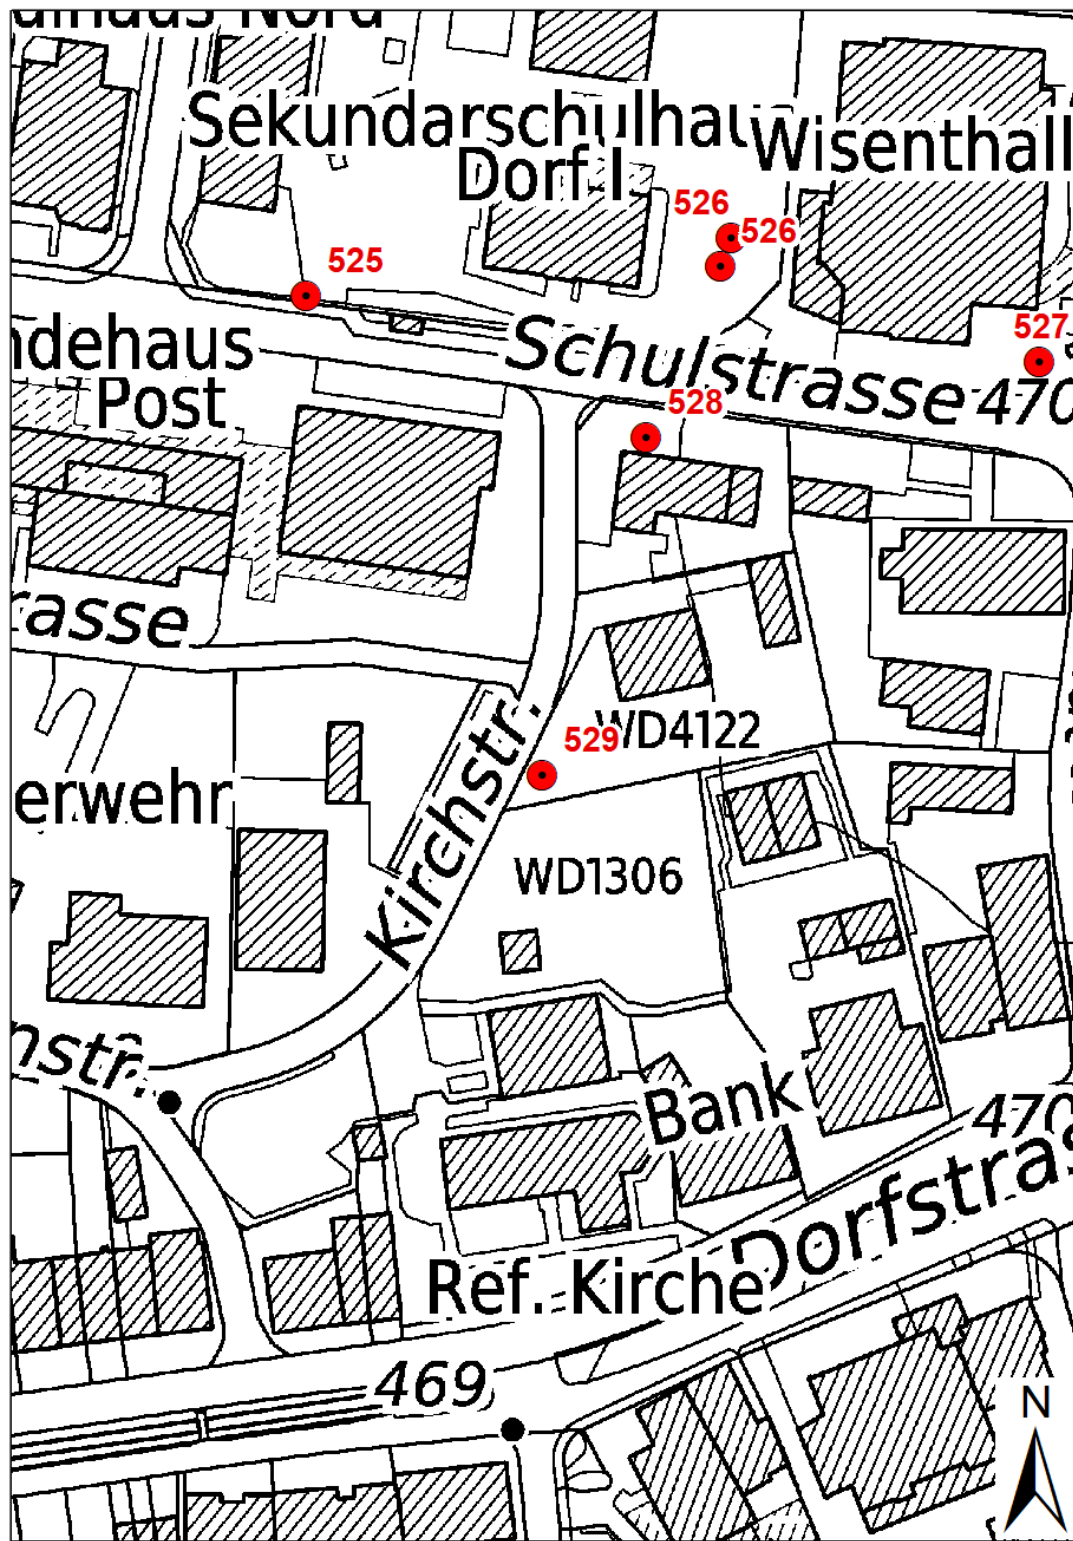 Nord
Sekundarschulhau
Dorf I
Wisenthall
526
526
525
527
ndehaus
Post
Schulstrasse
470
528
rasse
WD4122
529
Kirchstr.
erwehr
WD1306
nstr.
Bank
470
Dorfstras
Ref. Kirche
469
N